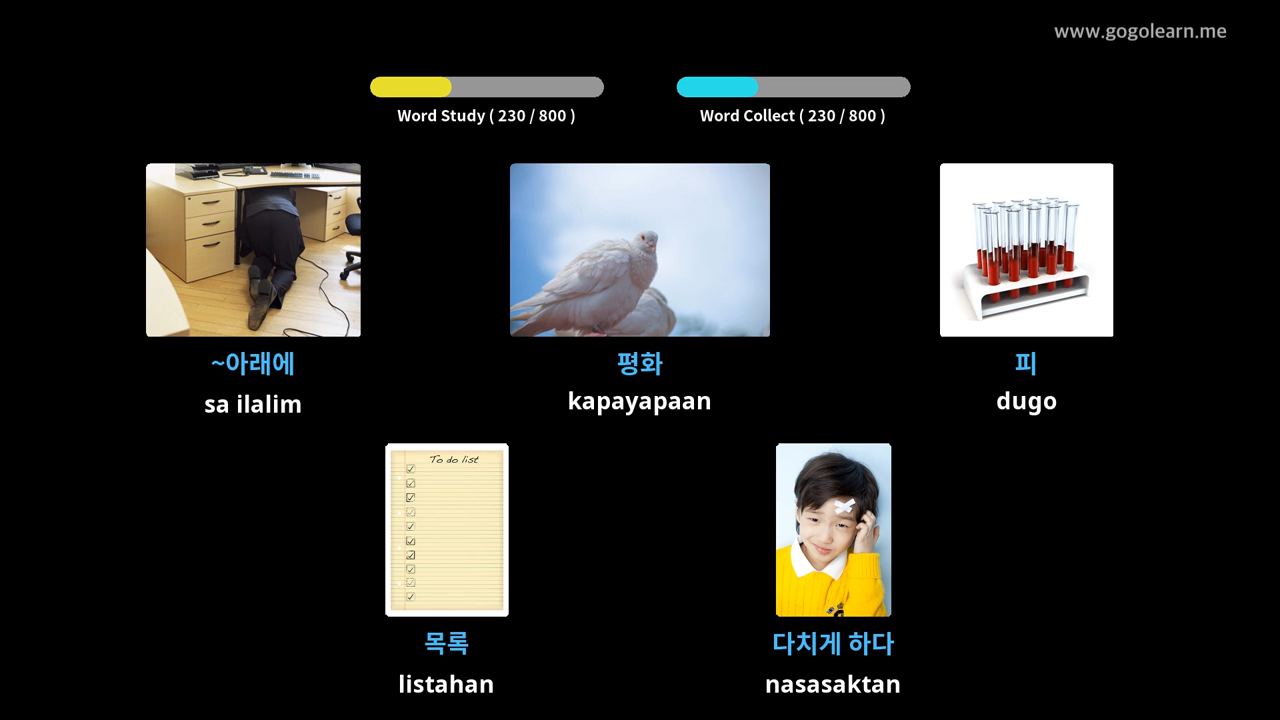 www.gogolearn.me
Word Study ( 230 / 800 )
Word Collect ( 230 / 800 )
~아래에
sa ilalim
평화
kapayapaan
피
dugo
To do list
목록
listahan
다치게 하다
nasasaktan